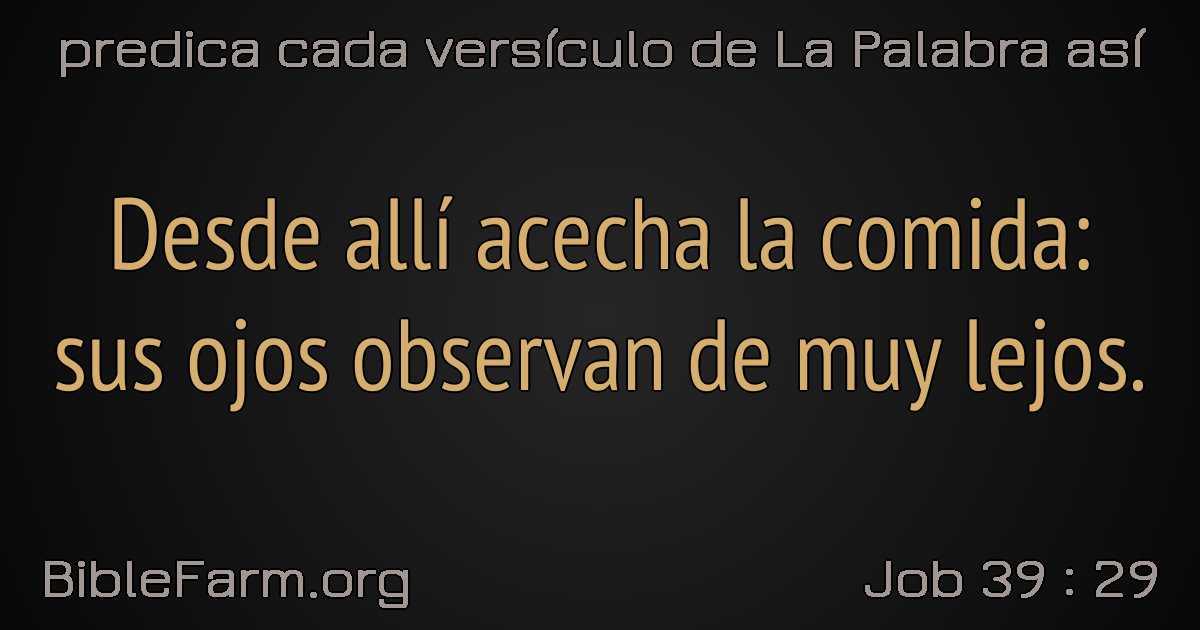 predica cada versículo de La Palabra así
Desde allí acecha la comida:
sus ojos observan de muy lejos.
BibleFarm.org
Job 39 : 29